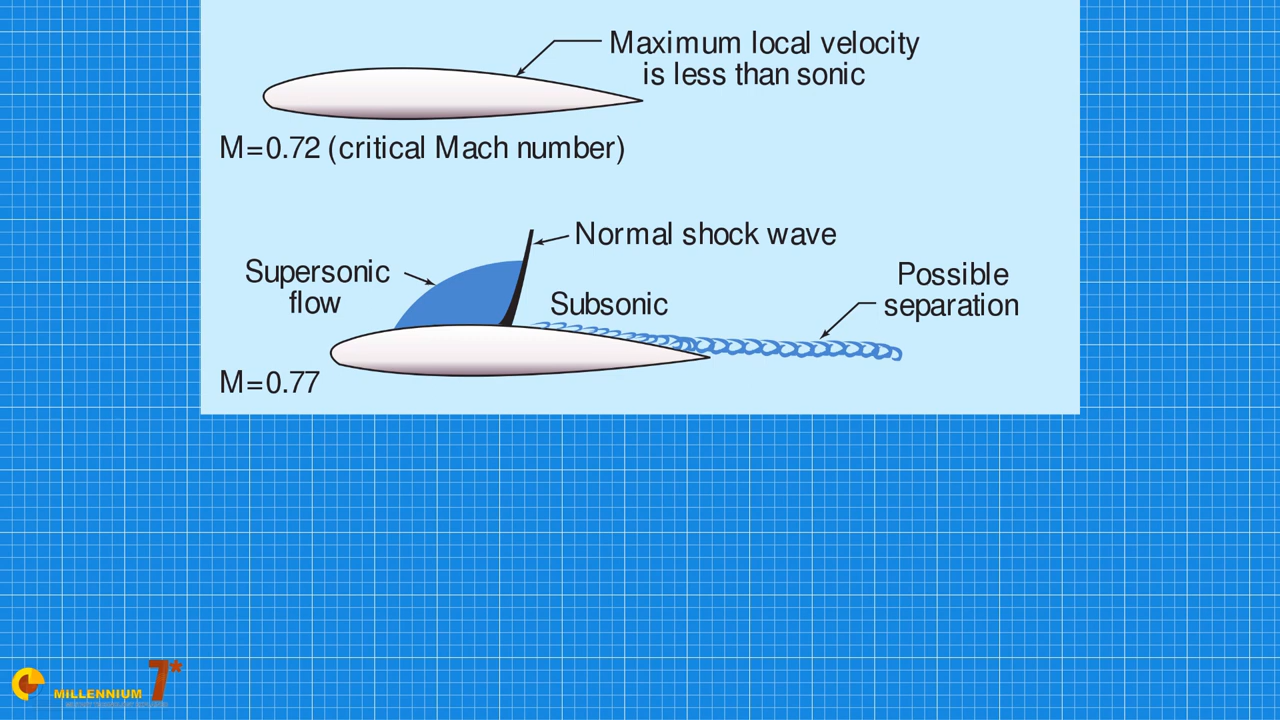 Maximum local velocity
is less than sonic
M=0.72 (critical Mach number)
Normal shock wave
Supersonic
flow
Subsonic
Possible
separation
M=0.77
MILLENNIUM 7*